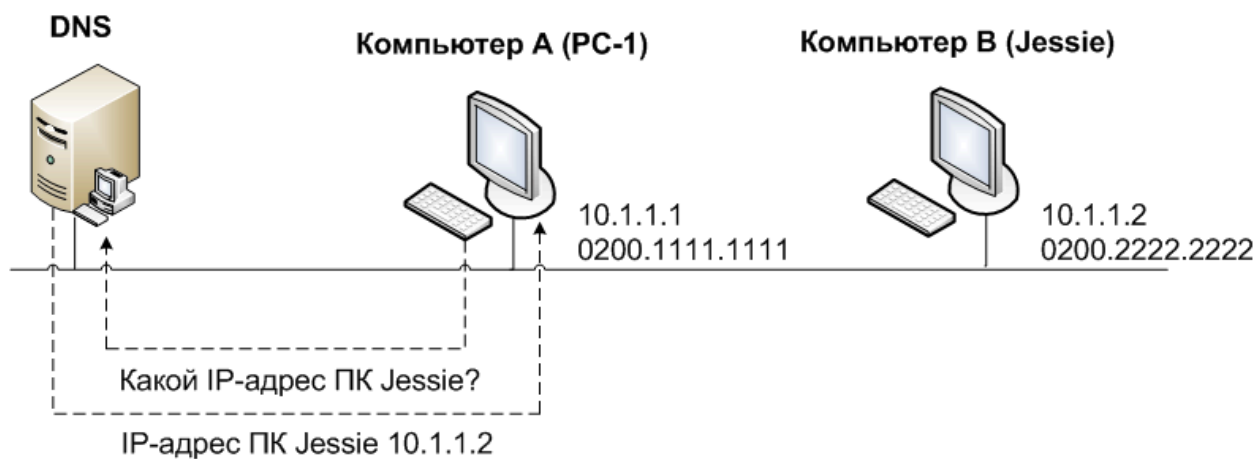 DNS
Компьютер A (PC-1)
Компьютер B (Jessie)
10.1.1.1
0200.1111.1111
10.1.1.2
0200.2222.2222
Какой IP-адрес ПК Jessie?
IP-адрес ПК Jessie 10.1.1.2